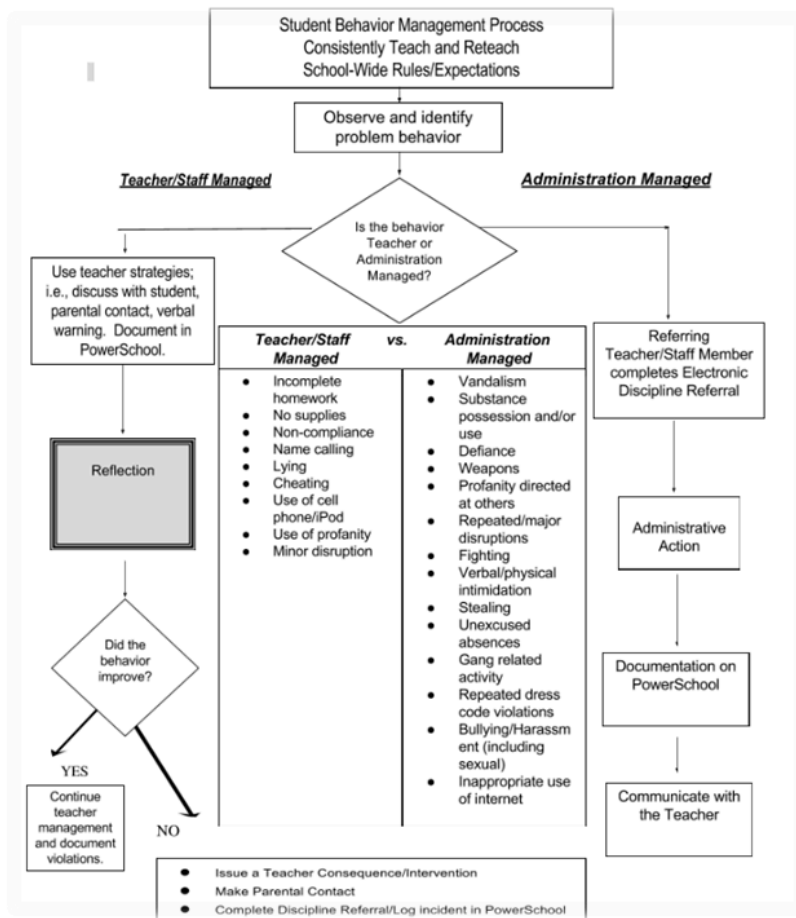 Student Behavior Management Process
Consistently Teach and Reteach
School-Wide Rules/Expectations
Observe and identify
problem behavior
Teacher/Staff Managed
Administration Managed
Is the behavior
Teacher or
Administration
Managed?
Use teacher strategies;
i.e., discuss with student,
parental contact, verbal
warning. Document in
PowerSchool.
Reflection
Did the
behavior
improve?
YES
Continue
teacher
management
and document
violations.
NO
Teacher/Staff vs. Administration
Managed Managed
● Incomplete
homework
● No supplies
● Non-compliance
● Name calling
● Lying
● Cheating
● Use of cell
phone/iPod
● Use of profanity
● Minor disruption
● Vandalism
● Substance
possession and/or
use
● Defiance
● Weapons
● Profanity directed
at others
● Repeated/major
disruptions
● Fighting
● Verbal/physical
intimidation
● Stealing
● Unexcused
absences
● Gang related
activity
● Repeated dress
code violations
● Bullying/Harassm
ent (including
sexual)
● Inappropriate use
of internet
Referring
Teacher/Staff Member
completes Electronic
Discipline Referral
Administrative
Action
Documentation on
PowerSchool
Communicate with
the Teacher
● Issue a Teacher Consequence/Intervention
● Make Parental Contact
● Complete Discipline Referral/Log incident in PowerSchool